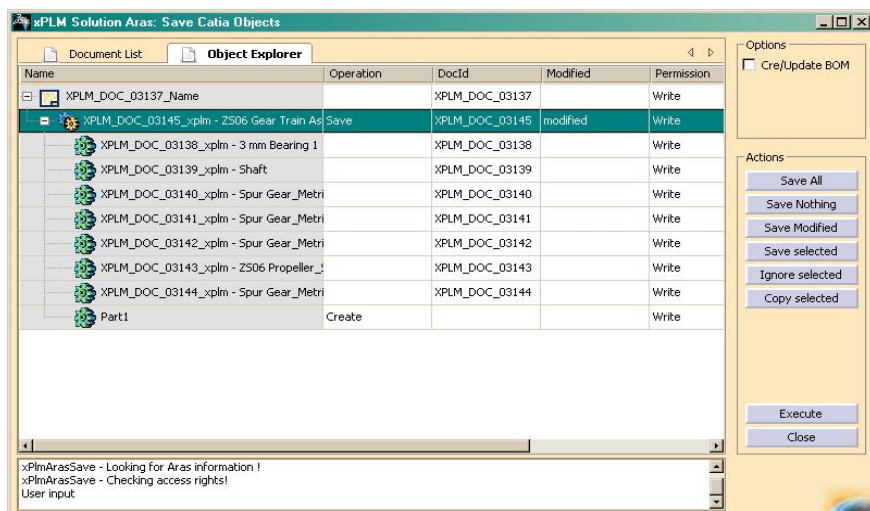 xPLM Solution Aras: Save Catia Objects
Document List Object Explorer
Name Operation DocId Modified Permission
XPLM_DOC_03137_Name XPLM_DOC_03137 Write
XPLM_DOC_03145_xplm - ZS06 Gear Train As Save XPLM_DOC_03145 modified Write
XPLM_DOC_03138_xplm - 3 mm Bearing 1 XPLM_DOC_03138 Write
XPLM_DOC_03139_xplm - Shaft XPLM_DOC_03139 Write
XPLM_DOC_03140_xplm - Spur Gear_Metri XPLM_DOC_03140 Write
XPLM_DOC_03141_xplm - Spur Gear_Metri XPLM_DOC_03141 Write
XPLM_DOC_03142_xplm - Spur Gear_Metri XPLM_DOC_03142 Write
XPLM_DOC_03143_xplm - ZS06 Propeller_S XPLM_DOC_03143 Write
XPLM_DOC_03144_xplm - Spur Gear_Metri XPLM_DOC_03144 Write
Part1 Create Write
xPlmArasSave - Looking for Aras information !
xPlmArasSave - Checking access rights!
User input
Options
Cre/Update BOM
Actions
Save All
Save Nothing
Save Modified
Save selected
Ignore selected
Copy selected
Execute
Close